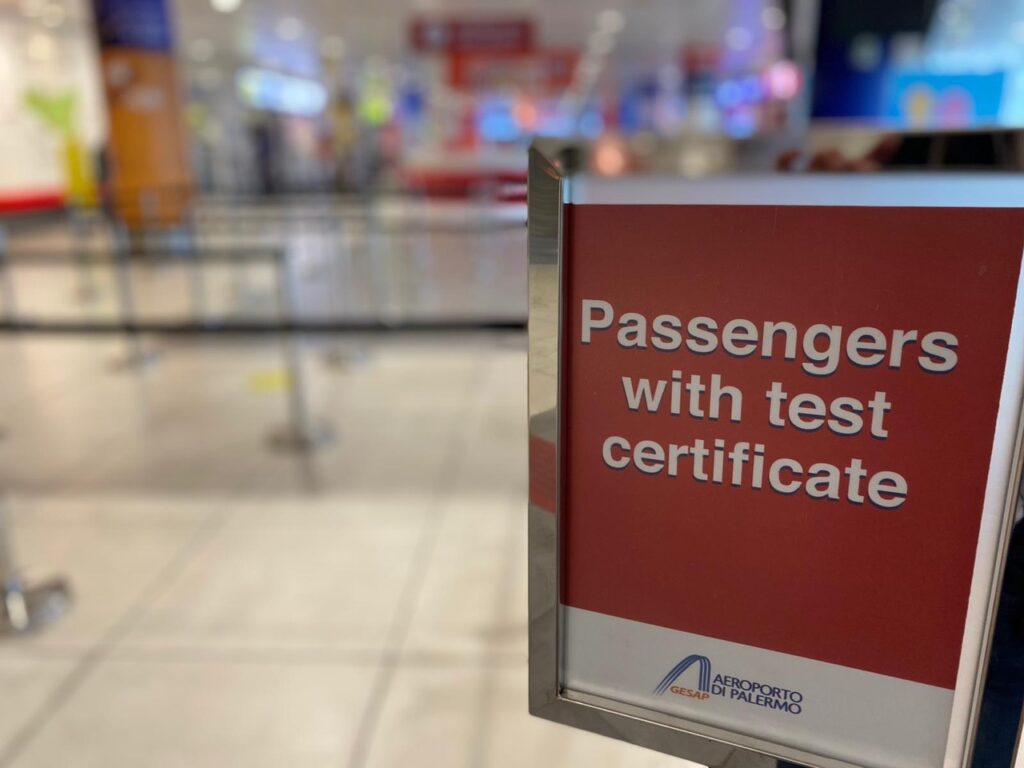 Passengers
with test
certificate
GESAP
AEROPORTO
DI PALERMO